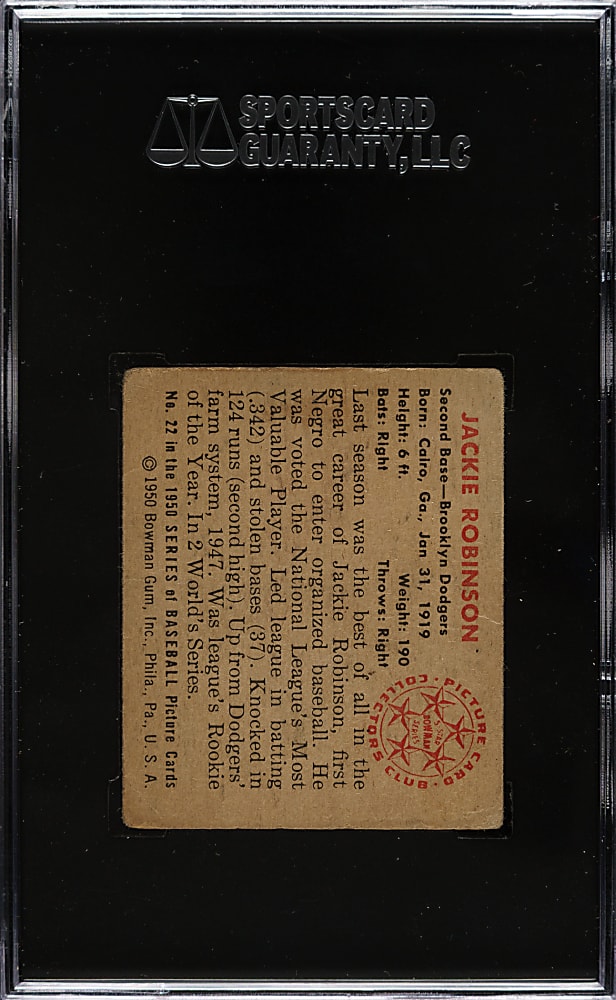 SPORTSCARD
GUARANTY, LLC
JACKIE ROBINSON
Second Base—Brooklyn Dodgers
Born: Cairo, Ga., Jan 31, 1919
Height: 6 ft. Weight: 190
Bats: Right Throws: Right
Last season was the best of all in the
great career of Jackie Robinson, first
Negro to enter organized baseball. He
was voted the National League's Most
Valuable Player. Led league in batting
(.342) and stolen bases (37). Knocked in
124 runs (second high). Up from Dodgers'
farm system, 1947. Was league's Rookie
of the Year. In 2 World's Series.
No. 22 in the 1950 SERIES of BASEBALL Picture Cards
© 1950 Bowman Gum, Inc., Phila., Pa., U. S. A.
PICTURE CARD COLLECTORS CLUB
5 STAR
BOWMAN
SERIES